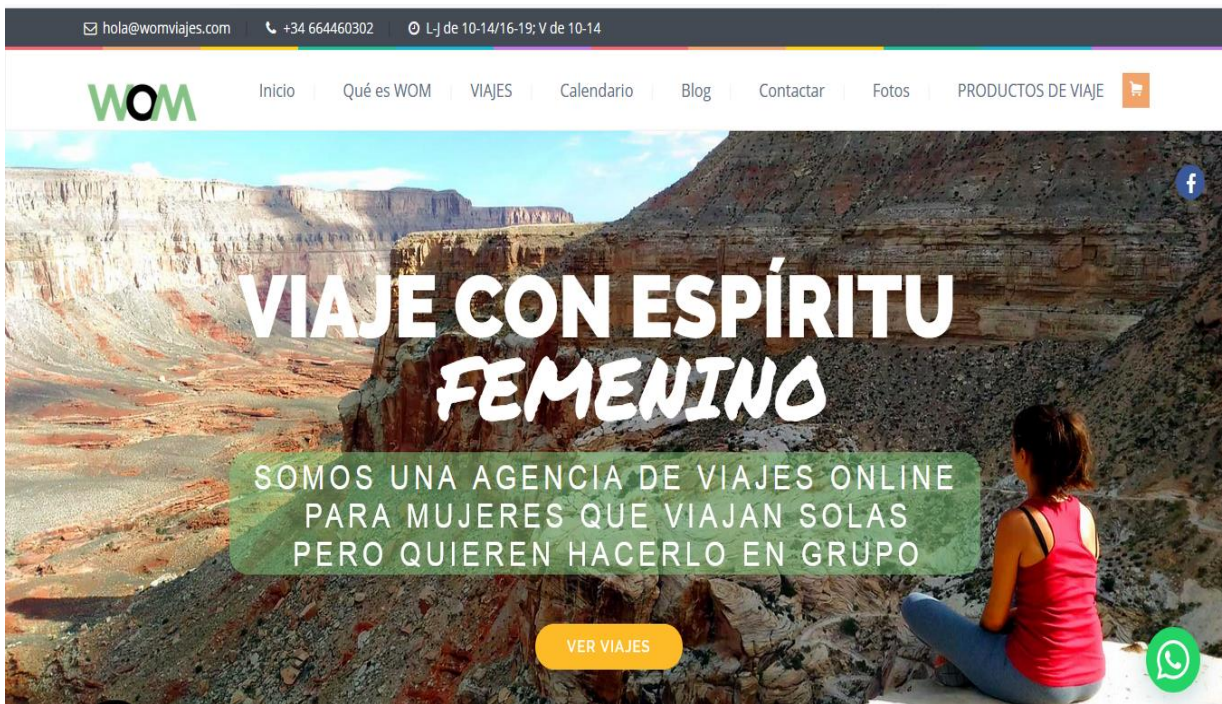 hola@womviajes.com +34 664460302 L-J de 10-14/16-19; V de 10-14
WOM Inicio Qué es WOM VIAJES Calendario Blog Contactar Fotos PRODUCTOS DE VIAJE
VIAJE CON ESPÍRITU
FEMENINO
SOMOS UNA AGENCIA DE VIAJES ONLINE
PARA MUJERES QUE VIAJAN SOLAS
PERO QUIEREN HACERLO EN GRUPO
VER VIAJES